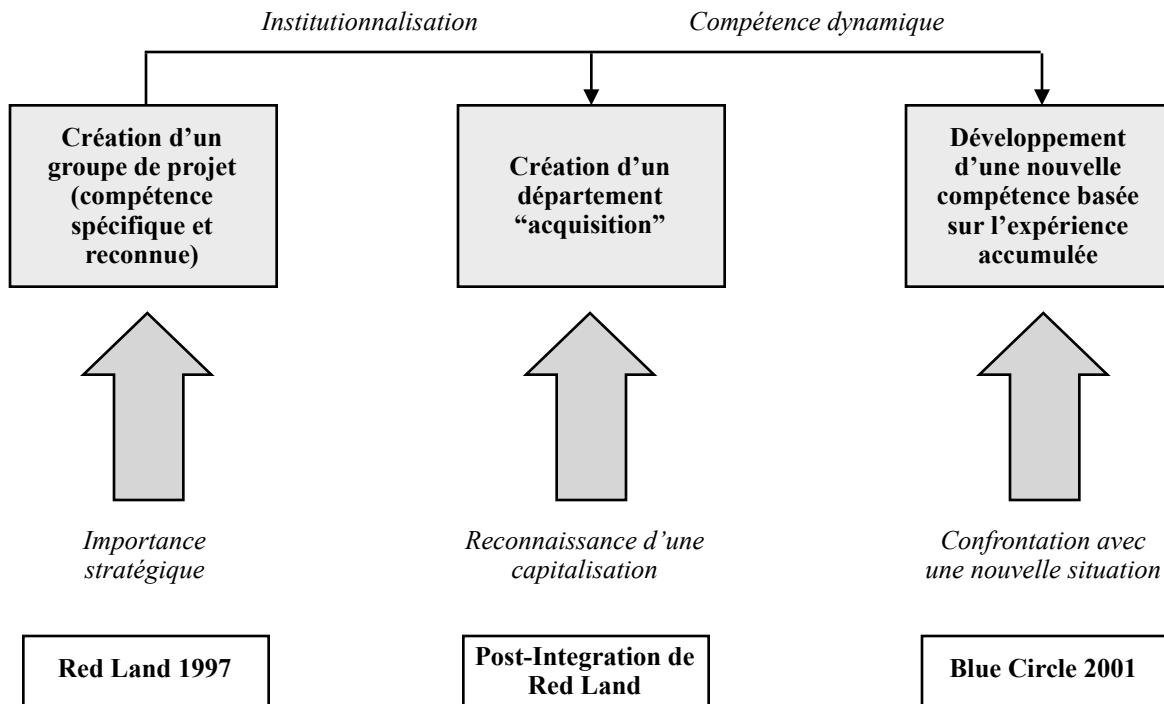 Institutionnalisation
Compétence dynamique
Création d’un
groupe de projet
(compétence
spécifique et
reconnue)
Création d’un
département
“acquisition”
Développement
d’une nouvelle
compétence basée
sur l’expérience
accumulée
Importance
stratégique
Reconnaissance d’une
capitalisation
Confrontation avec
une nouvelle situation
Red Land 1997
Post-Integration de
Red Land
Blue Circle 2001